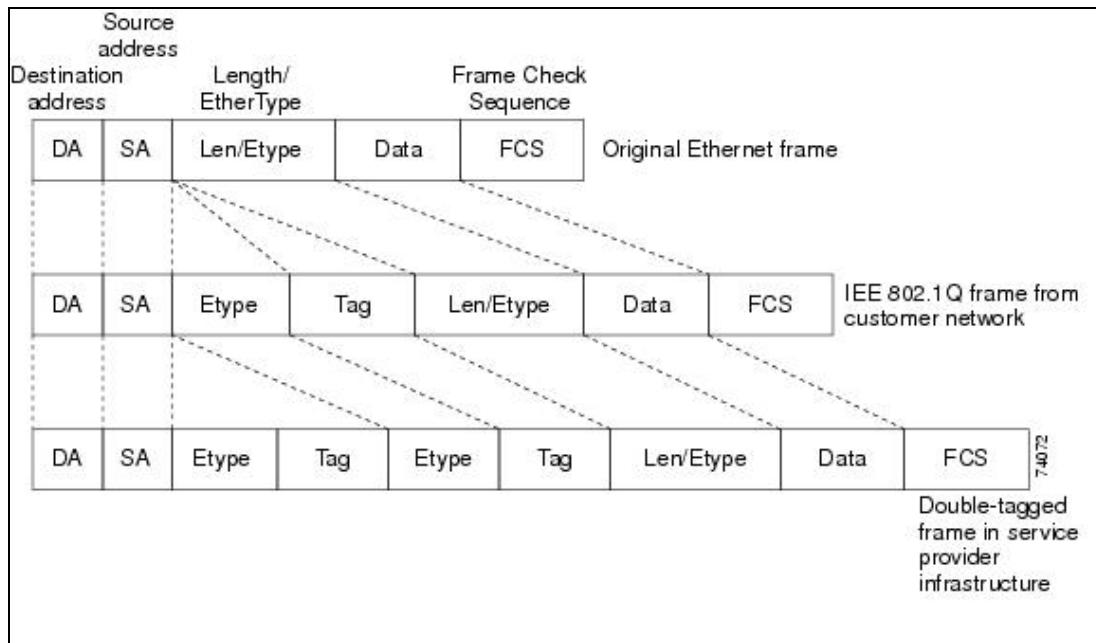 Source
address
Destination
address
Length/
EtherType
Frame Check
Sequence
DA SA Len/Etype Data FCS Original Ethernet frame
DA SA Etype Tag Len/Etype Data FCS
IEE 802.1Q frame from
customer network
DA SA Etype Tag Etype Tag Len/Etype Data FCS
74072
Double-tagged
frame in service
provider
infrastructure